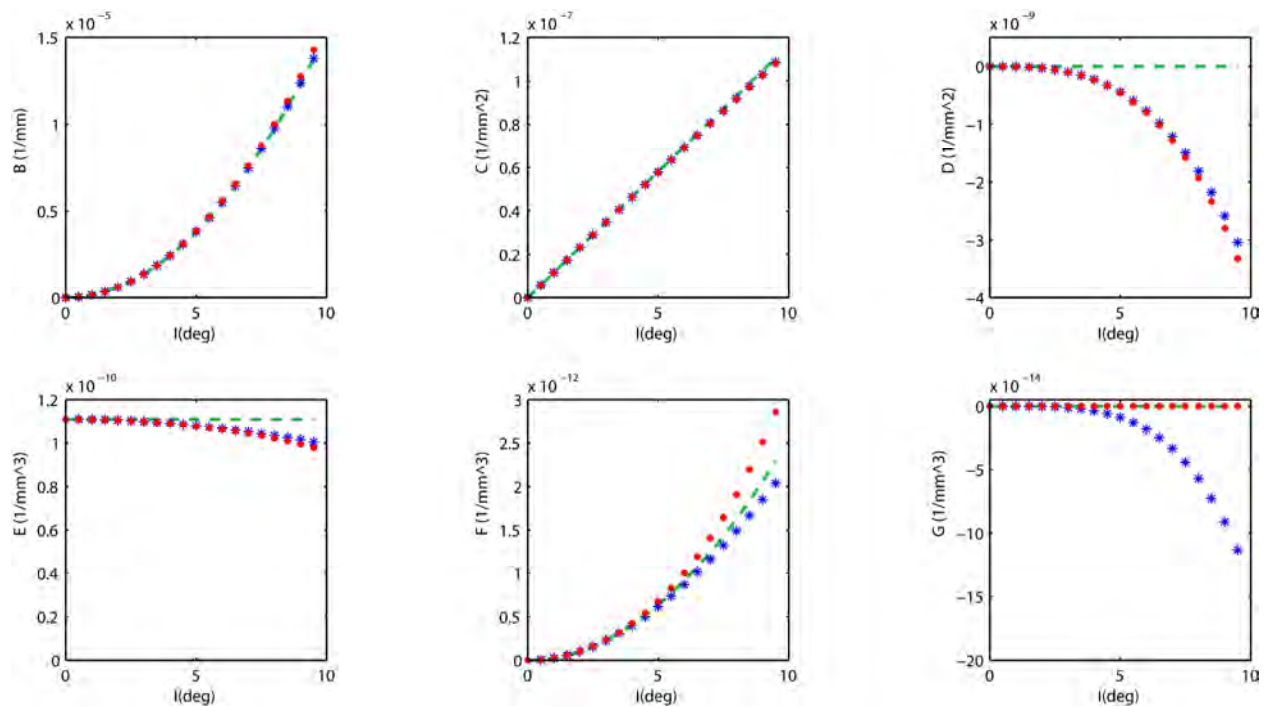 x 10 −5
1.5
1
0.5
0
B (1/mm)
0 5 10
I(deg)
x 10 −7
1.2
1
0.8
0.6
0.4
0.2
0
C (1/mm^2)
0 5 10
I(deg)
x 10 −9
0
−1
−2
−3
−4
D (1/mm^2)
0 5 10
I(deg)
x 10 −10
1.2
1
0.8
0.6
0.4
0.2
0
E (1/mm^3)
0 5 10
I(deg)
x 10 −12
3
2.5
2
1.5
1
0.5
0
F (1/mm^3)
0 5 10
I(deg)
x 10 −14
0
−5
−10
−15
−20
G (1/mm^3)
0 5 10
I(deg)